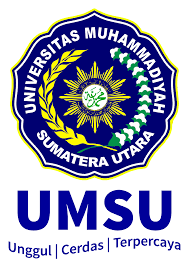 UNIVERSITAS MUHAMMADIYAH
SUMATERA UTARA
UMSU
Unggul | Cerdas | Terpercaya